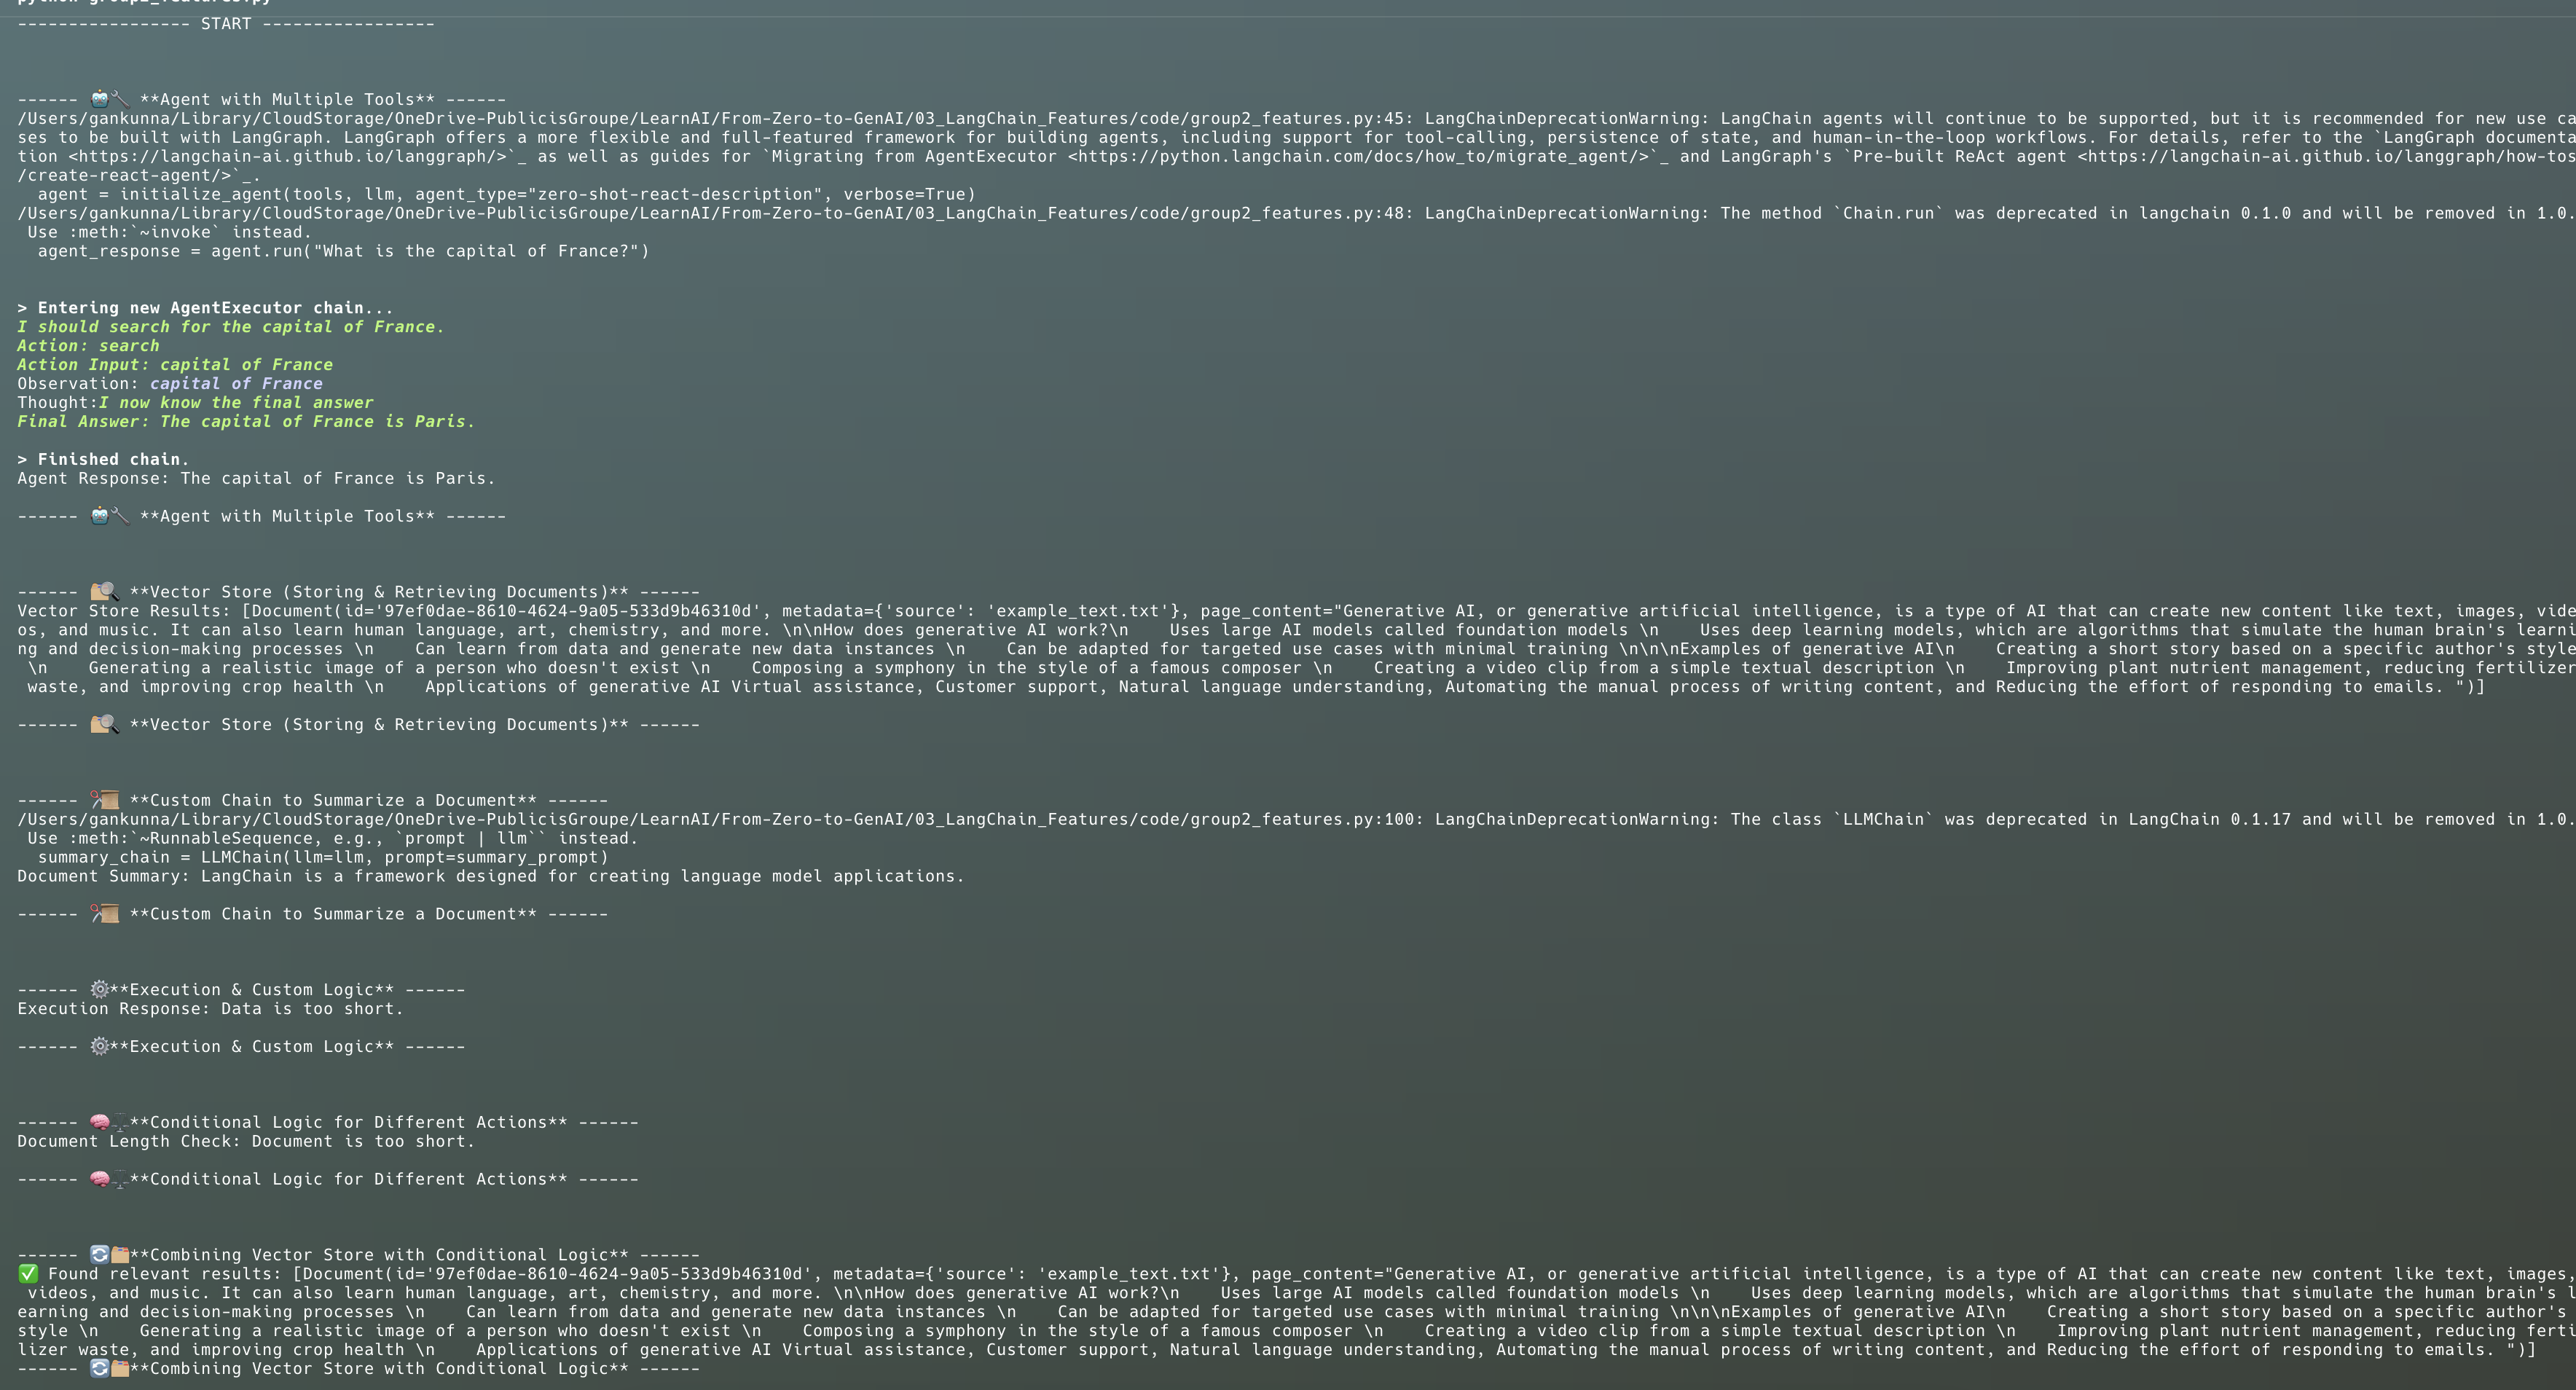 python group2_features.py
----------------- START -----------------
------ 🤖🔧 **Agent with Multiple Tools** ------
/Users/gankunna/Library/CloudStorage/OneDrive-PublicisGroupe/LearnAI/From-Zero-to-GenAI/03_LangChain_Features/code/group2_features.py:45: LangChainDeprecationWarning: LangChain agents will continue to be supported, but it is recommended for new use ca
ses to be built with LangGraph. LangGraph offers a more flexible and full-featured framework for building agents, including support for tool-calling, persistence of state, and human-in-the-loop workflows. For details, refer to the `LangGraph documenta
tion <https://langchain-ai.github.io/langgraph/>`_ as well as guides for `Migrating from AgentExecutor <https://python.langchain.com/docs/how_to/migrate_agent/>`_ and LangGraph's `Pre-built ReAct agent <https://langchain-ai.github.io/langgraph/how-tos
/create-react-agent/>`_.
  agent = initialize_agent(tools, llm, agent_type="zero-shot-react-description", verbose=True)
/Users/gankunna/Library/CloudStorage/OneDrive-PublicisGroupe/LearnAI/From-Zero-to-GenAI/03_LangChain_Features/code/group2_features.py:48: LangChainDeprecationWarning: The method `Chain.run` was deprecated in langchain 0.1.0 and will be removed in 1.0.
 Use :meth:`~invoke` instead.
  agent_response = agent.run("What is the capital of France?")
> Entering new AgentExecutor chain...
I should search for the capital of France.
Action: search
Action Input: capital of France
Observation: capital of France
Thought:I now know the final answer
Final Answer: The capital of France is Paris.
> Finished chain.
Agent Response: The capital of France is Paris.
------ 🤖🔧 **Agent with Multiple Tools** ------
------ 🗂️🔍 **Vector Store (Storing & Retrieving Documents)** ------
Vector Store Results: [Document(id='97ef0dae-8610-4624-9a05-533d9b46310d', metadata={'source': 'example_text.txt'}, page_content="Generative AI, or generative artificial intelligence, is a type of AI that can create new content like text, images, vide
os, and music. It can also learn human language, art, chemistry, and more. \n\nHow does generative AI work?\n    Uses large AI models called foundation models \n    Uses deep learning models, which are algorithms that simulate the human brain's learni
ng and decision-making processes \n    Can learn from data and generate new data instances \n    Can be adapted for targeted use cases with minimal training \n\n\nExamples of generative AI\n    Creating a short story based on a specific author's style
 \n    Generating a realistic image of a person who doesn't exist \n    Composing a symphony in the style of a famous composer \n    Creating a video clip from a simple textual description \n    Improving plant nutrient management, reducing fertilizer
 waste, and improving crop health \n    Applications of generative AI Virtual assistance, Customer support, Natural language understanding, Automating the manual process of writing content, and Reducing the effort of responding to emails. ")]
------ 🗂️🔍 **Vector Store (Storing & Retrieving Documents)** ------
------ ✂️📜 **Custom Chain to Summarize a Document** ------
/Users/gankunna/Library/CloudStorage/OneDrive-PublicisGroupe/LearnAI/From-Zero-to-GenAI/03_LangChain_Features/code/group2_features.py:100: LangChainDeprecationWarning: The class `LLMChain` was deprecated in LangChain 0.1.17 and will be removed in 1.0.
 Use :meth:`~RunnableSequence, e.g., `prompt | llm`` instead.
  summary_chain = LLMChain(llm=llm, prompt=summary_prompt)
Document Summary: LangChain is a framework designed for creating language model applications.
------ ✂️📜 **Custom Chain to Summarize a Document** ------
------ ⚙️**Execution & Custom Logic** ------
Execution Response: Data is too short.
------ ⚙️**Execution & Custom Logic** ------
------ 🧠🖥️**Conditional Logic for Different Actions** ------
Document Length Check: Document is too short.
------ 🧠🖥️**Conditional Logic for Different Actions** ------
------ 🔄🗂️**Combining Vector Store with Conditional Logic** ------
✅ Found relevant results: [Document(id='97ef0dae-8610-4624-9a05-533d9b46310d', metadata={'source': 'example_text.txt'}, page_content="Generative AI, or generative artificial intelligence, is a type of AI that can create new content like text, images,
 videos, and music. It can also learn human language, art, chemistry, and more. \n\nHow does generative AI work?\n    Uses large AI models called foundation models \n    Uses deep learning models, which are algorithms that simulate the human brain's l
earning and decision-making processes \n    Can learn from data and generate new data instances \n    Can be adapted for targeted use cases with minimal training \n\n\nExamples of generative AI\n    Creating a short story based on a specific author's
style \n    Generating a realistic image of a person who doesn't exist \n    Composing a symphony in the style of a famous composer \n    Creating a video clip from a simple textual description \n    Improving plant nutrient management, reducing ferti
lizer waste, and improving crop health \n    Applications of generative AI Virtual assistance, Customer support, Natural language understanding, Automating the manual process of writing content, and Reducing the effort of responding to emails. ")]
------ 🔄🗂️**Combining Vector Store with Conditional Logic** ------